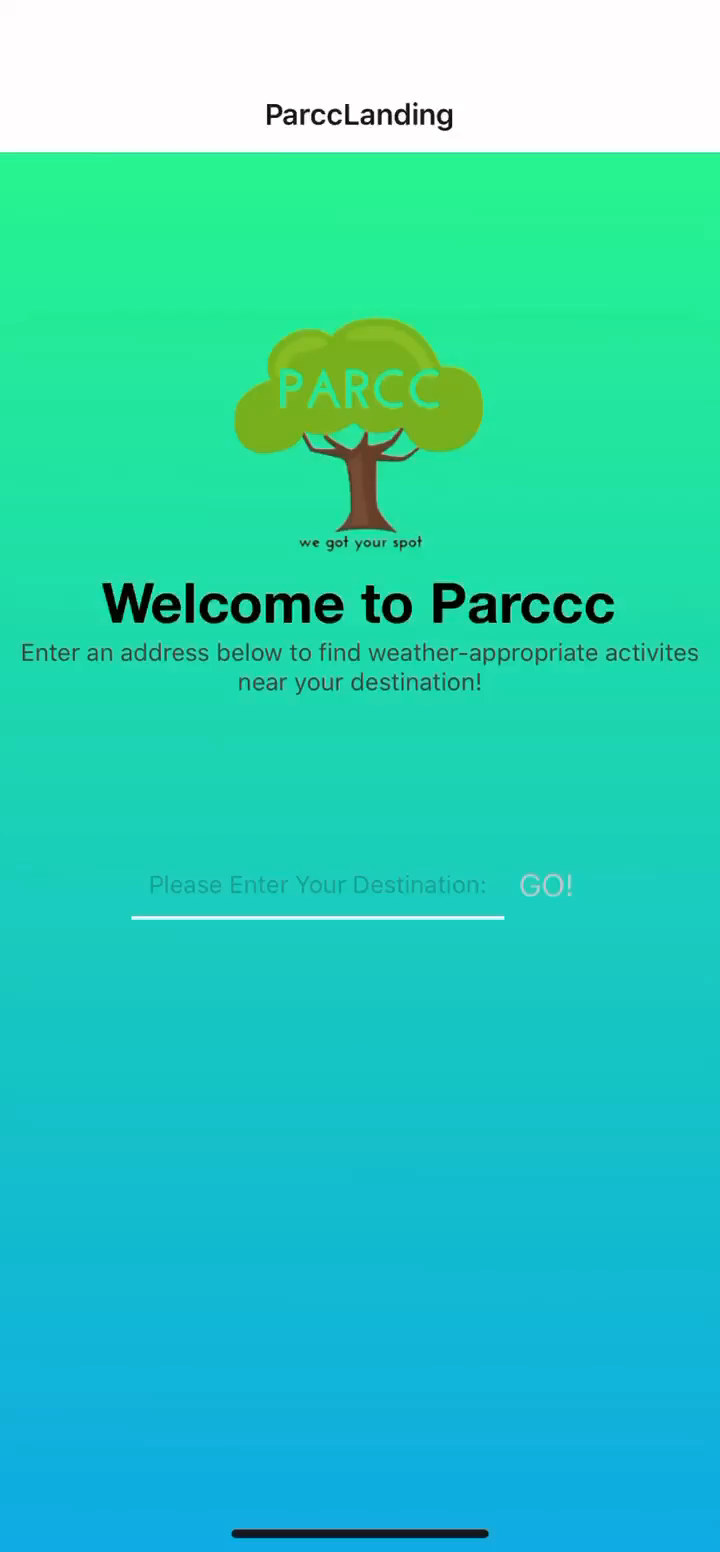 ParccLanding
PARCC
we got your spot
Welcome to Parccc
Enter an address below to find weather-appropriate activites
near your destination!
Please Enter Your Destination: GO!